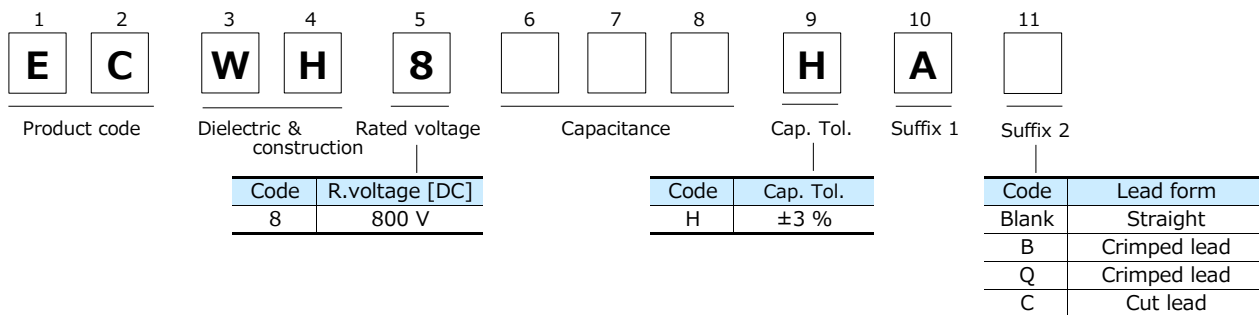 1 2 3 4 5 6 7 8 9 10 11
E C W H 8 H A
Product code Dielectric & construction Rated voltage Capacitance Cap. Tol. Suffix 1 Suffix 2
Code R.voltage [DC]
8 800 V
Code Cap. Tol.
H ±3 %
Code Lead form
Blank Straight
B Crimped lead
Q Crimped lead
C Cut lead